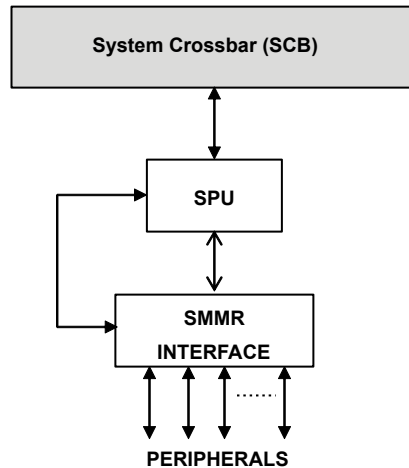 System Crossbar (SCB)
SPU
SMMR
INTERFACE
PERIPHERALS